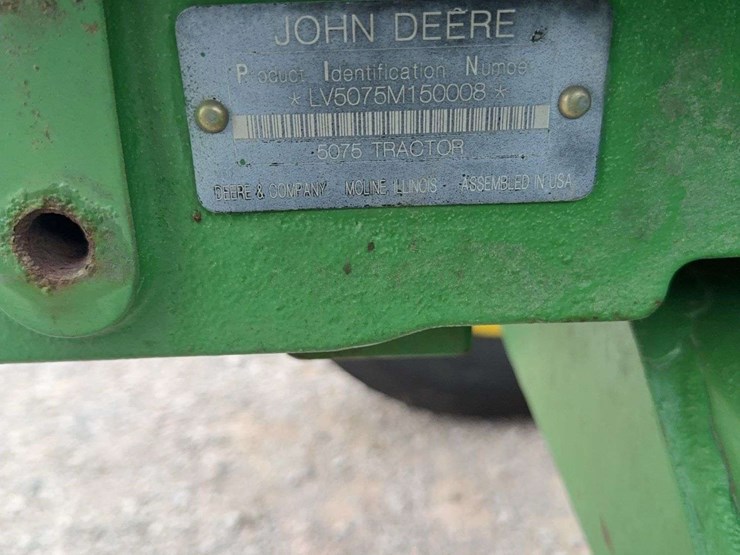 JOHN DEERE
Product Identification Number
* LV5075M150008 *
5075 TRACTOR
DEERE & COMPANY MOLINE, ILLINOIS ASSEMBLED IN USA